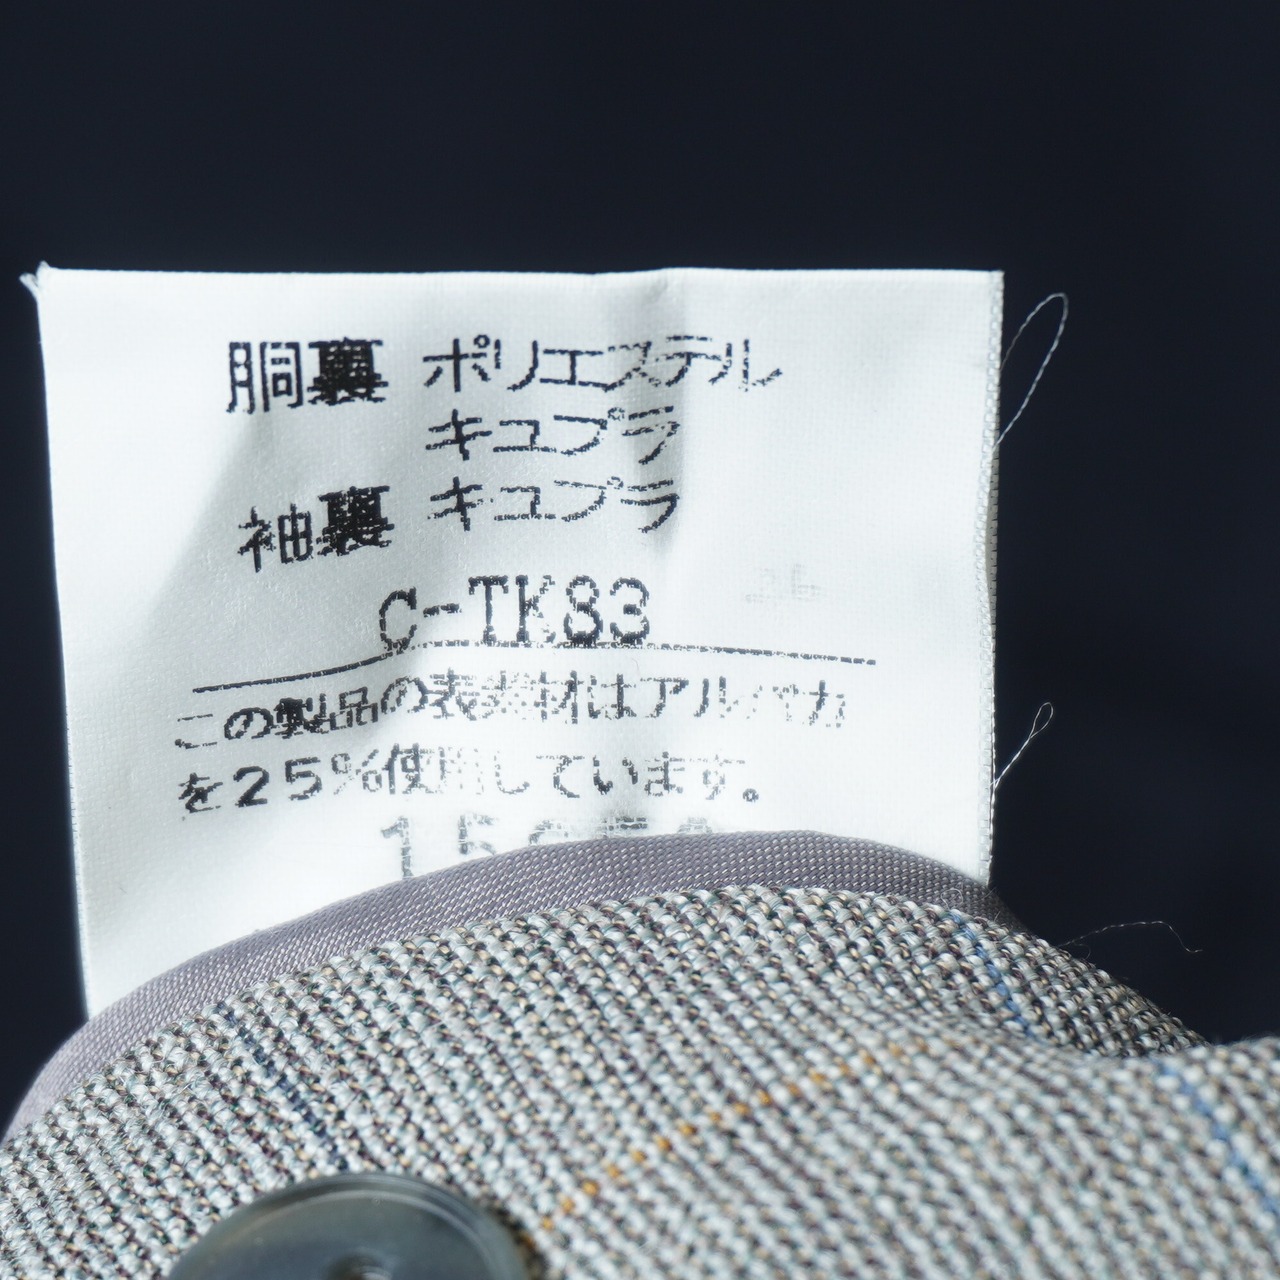 胴裏 ポリエステル
キュプラ
袖裏 キュプラ
C-TK83
この製品の表素材はアルパカ
を25%使用しています。